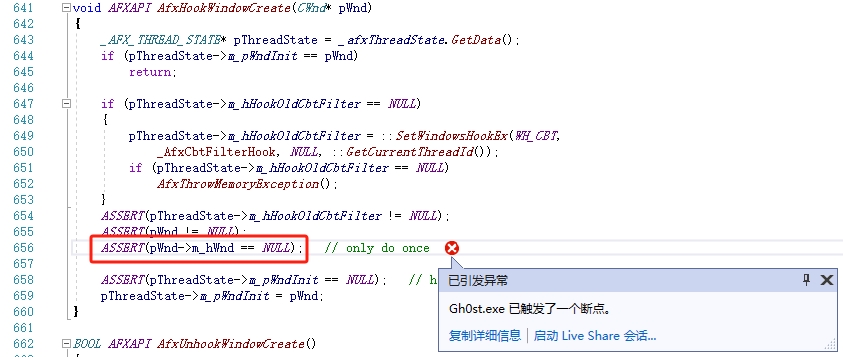 641 void AFXAPI AfxHookWindowCreate(CWnd* pWnd)
642 {
643 _AFX_THREAD_STATE* pThreadState = _afxThreadState.GetData();
644 if (pThreadState->m_pWndInit == pWnd)
645 return;
646
647 if (pThreadState->m_hHookOldCbtFilter == NULL)
648 {
649 pThreadState->m_hHookOldCbtFilter = ::SetWindowsHookEx(WH_CBT,
650 _AfxCbtFilterHook, NULL, ::GetCurrentThreadId());
651 if (pThreadState->m_hHookOldCbtFilter == NULL)
652 AfxThrowMemoryException();
653 }
654 ASSERT(pThreadState->m_hHookOldCbtFilter != NULL);
655 ASSERT(pWnd != NULL);
656 ASSERT(pWnd->m_hWnd == NULL); // only do once
657
658 ASSERT(pThreadState->m_pWndInit == NULL); // h
659 pThreadState->m_pWndInit = pWnd;
660 }
661
662 BOOL AFXAPI AfxUnhookWindowCreate()
已引发异常
Gh0st.exe 已触发了一个断点。
复制详细信息 | 启动 Live Share 会话...